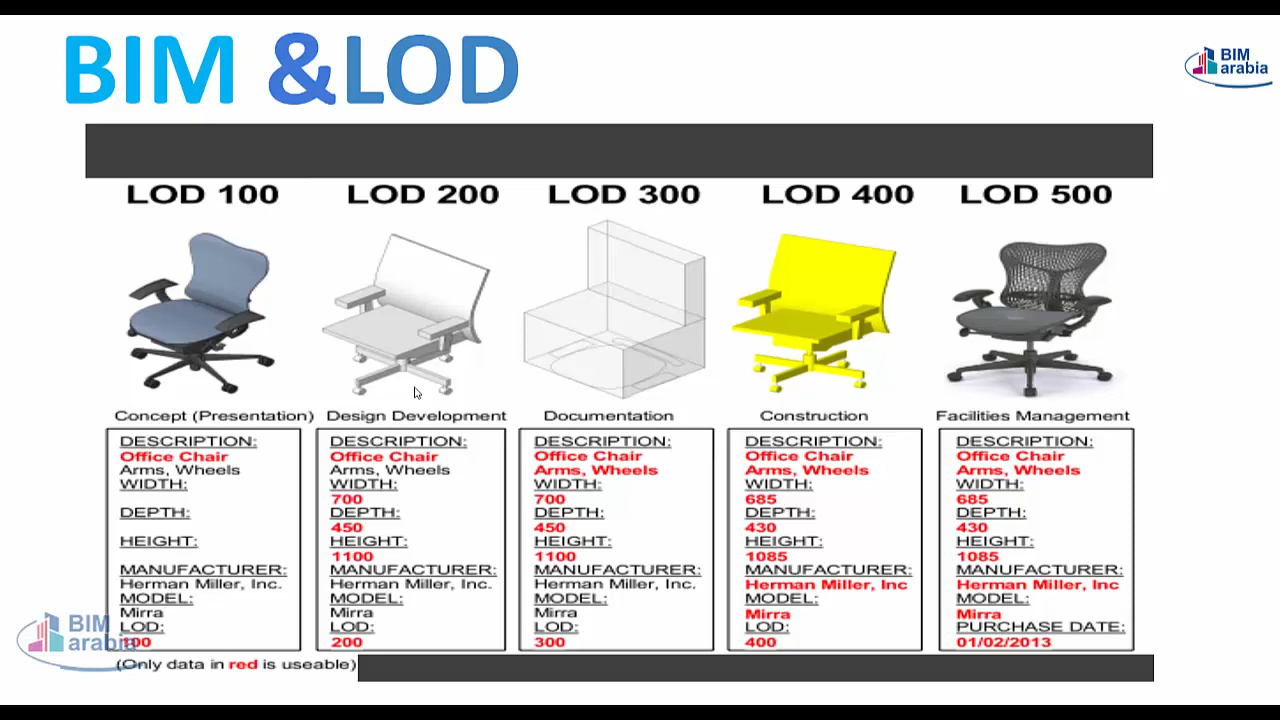 BIM &LOD
BIM
arabia
LOD 100
LOD 200
LOD 300
LOD 400
LOD 500
Concept (Presentation)
Design Development
Documentation
Construction
Facilities Management
DESCRIPTION:
Office Chair
Arms, Wheels
WIDTH:
DEPTH:
HEIGHT:
MANUFACTURER:
Herman Miller, Inc.
MODEL:
Mirra
LOD:
100
DESCRIPTION:
Office Chair
Arms, Wheels
WIDTH:
700
DEPTH:
450
HEIGHT:
1100
MANUFACTURER:
Herman Miller, Inc.
MODEL:
Mirra
LOD:
200
DESCRIPTION:
Office Chair
Arms, Wheels
WIDTH:
700
DEPTH:
450
HEIGHT:
1100
MANUFACTURER:
Herman Miller, Inc.
MODEL:
Mirra
LOD:
300
DESCRIPTION:
Office Chair
Arms, Wheels
WIDTH:
685
DEPTH:
430
HEIGHT:
1085
MANUFACTURER:
Herman Miller, Inc
MODEL:
Mirra
LOD:
400
DESCRIPTION:
Office Chair
Arms, Wheels
WIDTH:
685
DEPTH:
430
HEIGHT:
1085
MANUFACTURER:
Herman Miller, Inc
MODEL:
Mirra
PURCHASE DATE:
01/02/2013
BIM
arabia
(Only data in red is useable)